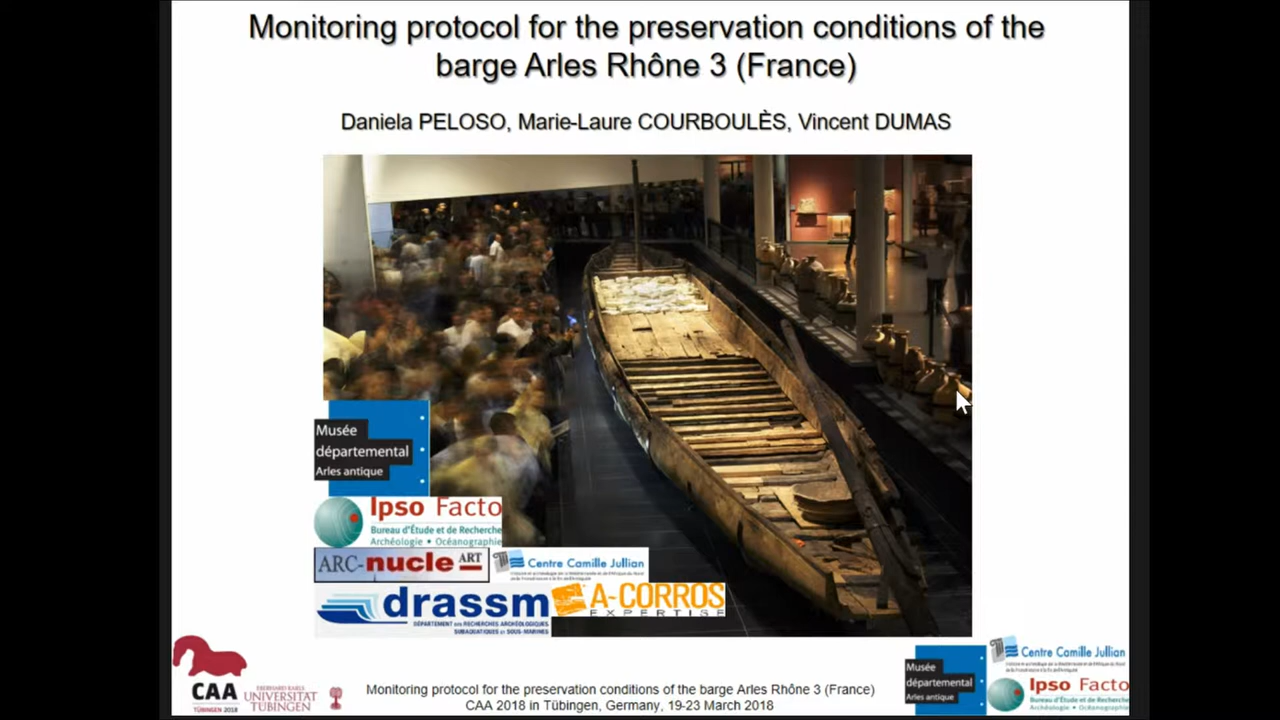 Monitoring protocol for the preservation conditions of the
barge Arles Rhône 3 (France)
Daniela PELOSO, Marie-Laure COURBOULÈS, Vincent DUMAS
Musée
départemental
Arles antique
Ipso Facto
Bureau d'Étude et de Recherche
Archéologie • Océanographie
ARC-nucleART
Centre Camille Jullian
drassm
DÉPARTEMENT DES RECHERCHES ARCHÉOLOGIQUES
SUBAQUATIQUES ET SOUS-MARINES
A-CORROS
EXPERTISE
CAA
TÜBINGEN 2018
EBERHARD KARLS
UNIVERSITÄT
TÜBINGEN
Monitoring protocol for the preservation conditions of the barge Arles Rhône 3 (France)
CAA 2018 in Tübingen, Germany, 19-23 March 2018
Musée
départemental
Arles antique
Centre Camille Jullian
Ipso Facto
Bureau d'Étude et de Recherche
Archéologie • Océanographie